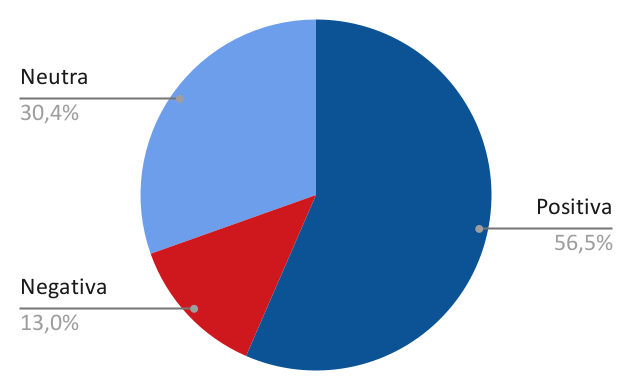 Neutra
30,4%
Positiva
56,5%
Negativa
13,0%